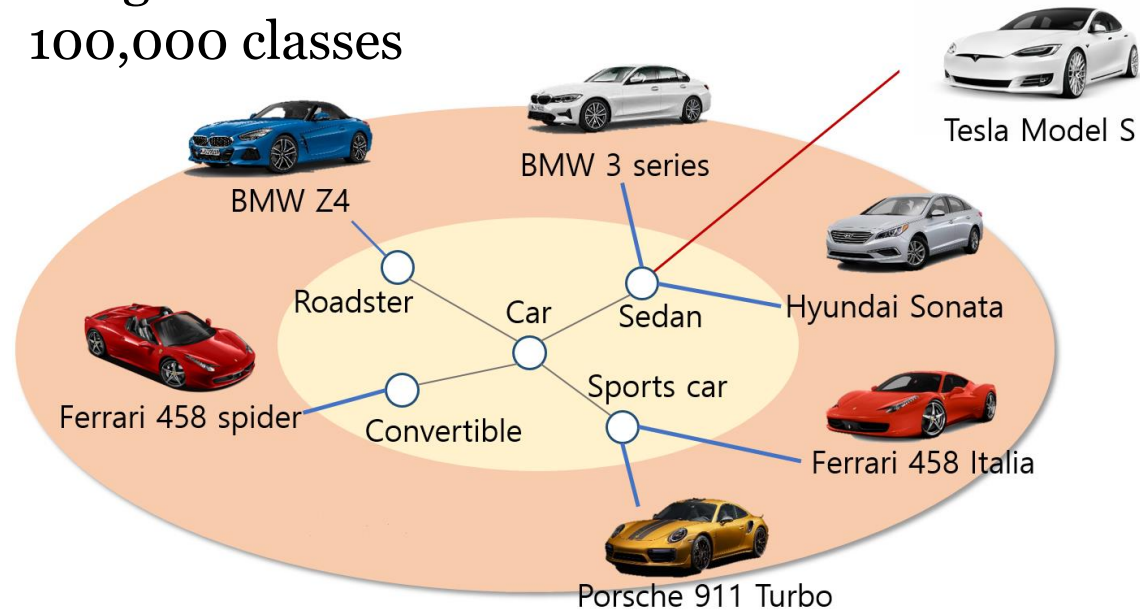 100,000 classes
Tesla Model S
BMW 3 series
BMW Z4
Roadster
Car
Sedan
Hyundai Sonata
Sports car
Ferrari 458 spider
Convertible
Ferrari 458 Italia
Porsche 911 Turbo